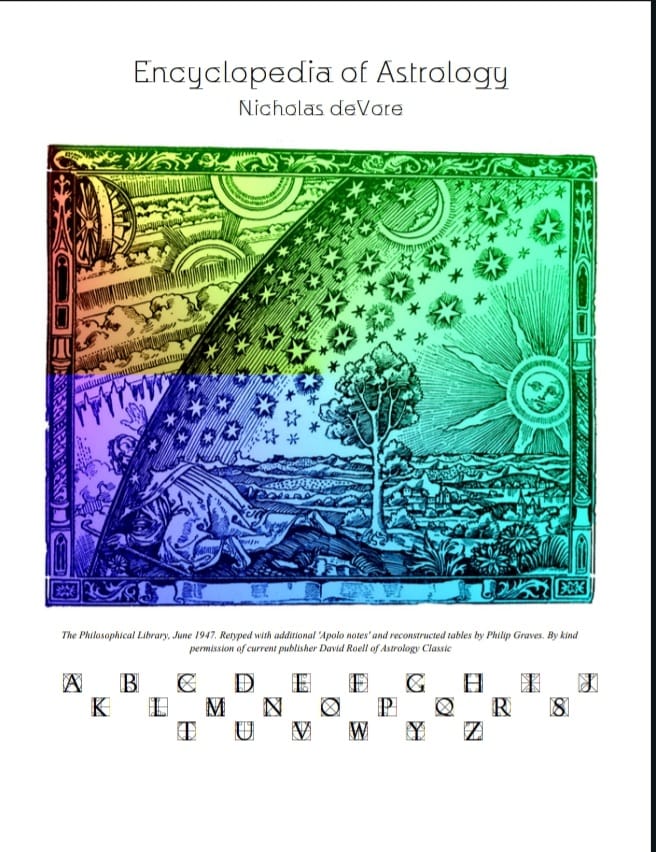 Encyclopedia of Astrology
Nicholas deVore
The Philosophical Library, June 1947. Retyped with additional 'Apolo notes' and reconstructed tables by Philip Graves. By kind
permission of current publisher David Roell of Astrology Classic
A B C D E F G H I J
K L M N O P Q R S
T U V W Y Z